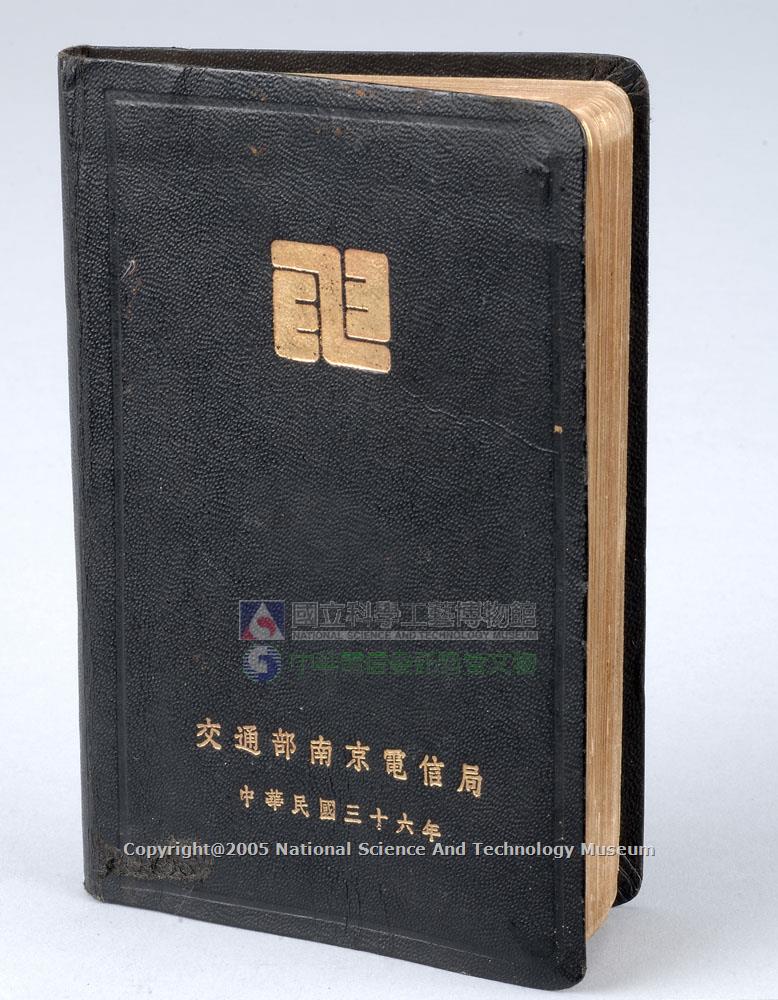 國立科學工藝博物館
NATIONAL SCIENCE AND TECHNOLOGY MUSEUM
交通部南京電信局
中華民國三十六年
Copyright@2005 National Science And Technology Museum